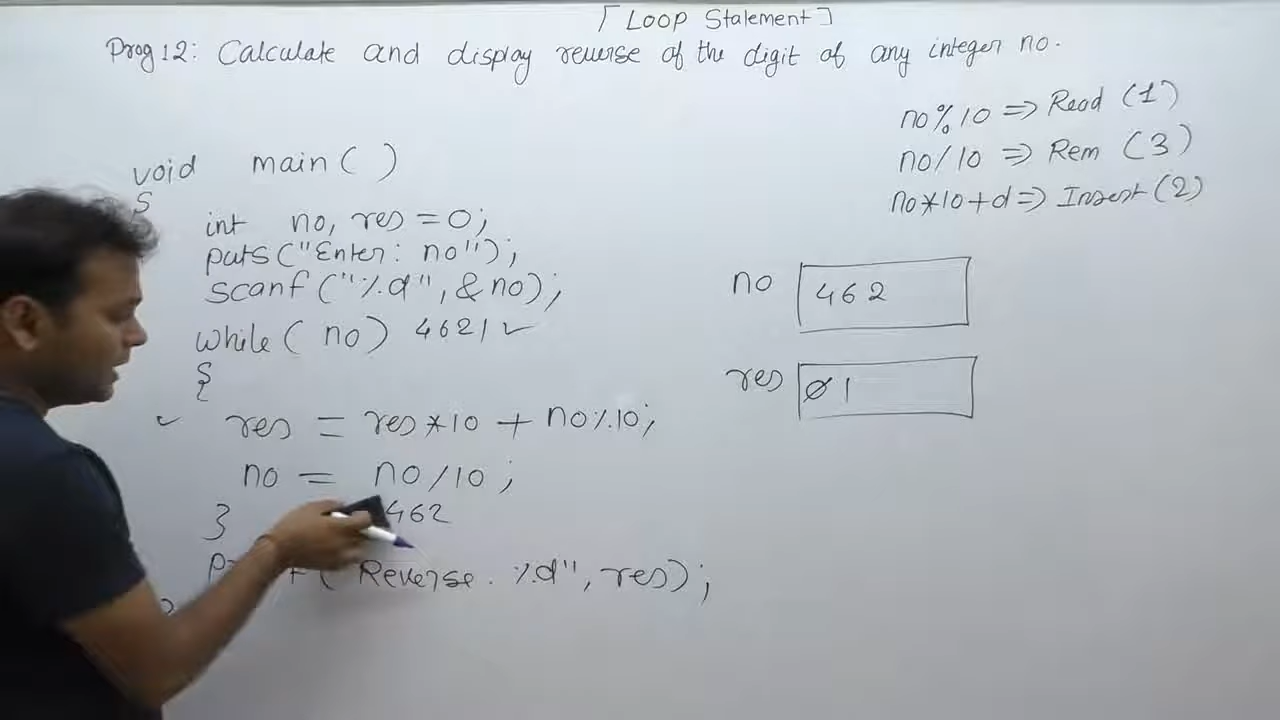 [Loop Statement]
Prog 12: Calculate and display reverse of the digit of any integer no.
no%10 => Read (1)
no/10 => Rem (3)
no*10+d => Insert (2)
void main( )
{
int no, res = 0;
puts("Enter: no");
scanf("%d", &no);
while( no) 4621 ✓
{
✓ res = res*10 + no%10;
no = no/10;
} 462
Reverse. %d", res);
no 462
res 0 1